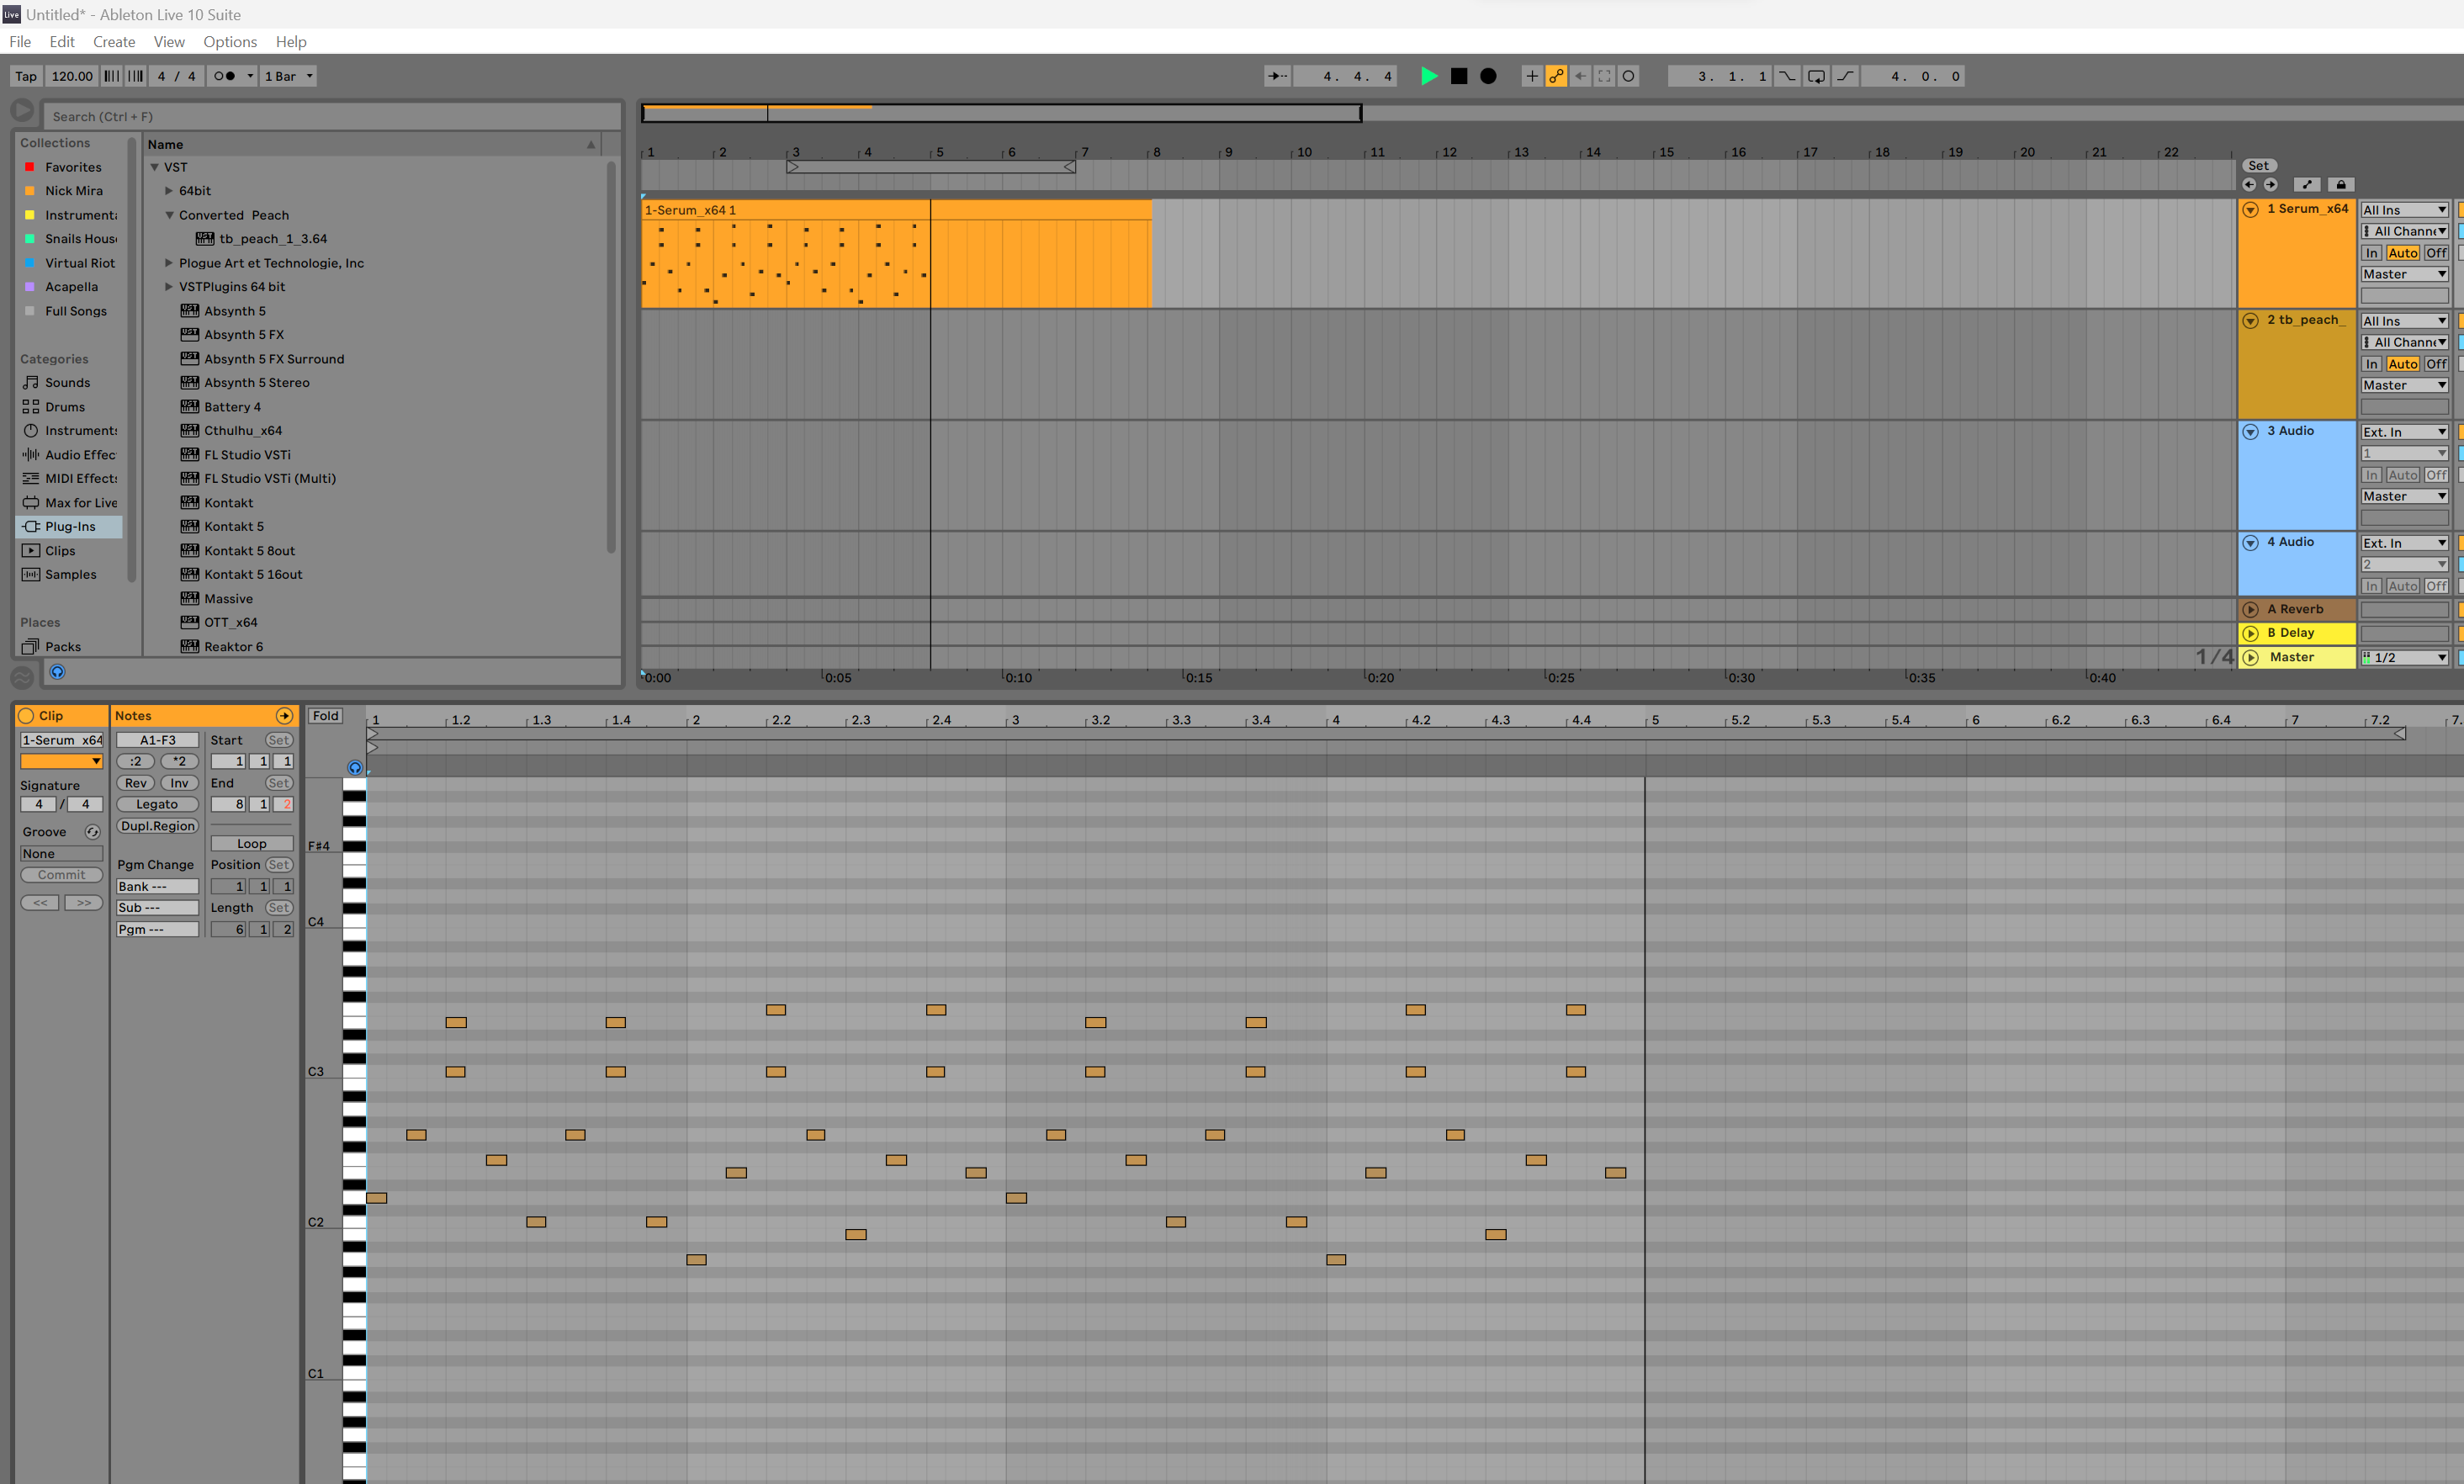 Untitled* - Ableton Live 10 Suite
File Edit Create View Options Help
Tap 120.00 4 / 4 1 Bar 4. 4. 4 3. 1. 1 4. 0. 0
Search (Ctrl + F)
Collections
Favorites
Nick Mira
Instrumenta
Snails Hous
Virtual Riot
Acapella
Full Songs
Categories
Sounds
Drums
Instruments
Audio Effec
MIDI Effects
Max for Live
Plug-Ins
Clips
Samples
Places
Packs
Name
VST
64bit
Converted Peach
tb_peach_1_3.64
Plogue Art et Technologie, Inc
VSTPlugins 64 bit
Absynth 5
Absynth 5 FX
Absynth 5 FX Surround
Absynth 5 Stereo
Battery 4
Cthulhu_x64
FL Studio VSTi
FL Studio VSTi (Multi)
Kontakt
Kontakt 5
Kontakt 5 8out
Kontakt 5 16out
Massive
OTT_x64
Reaktor 6
1 2 3 4 5 6 7 8 9 10 11 12 13 14 15 16 17 18 19 20 21 22
Set
1-Serum_x64 1
1 Serum_x64
All Ins
All Channe
In Auto Off
Master
2 tb_peach_
All Ins
All Channe
In Auto Off
Master
3 Audio
Ext. In
1
In Auto Off
Master
4 Audio
Ext. In
2
In Auto Off
A Reverb
B Delay
1/4 Master 1/2
0:00 0:05 0:10 0:15 0:20 0:25 0:30 0:35 0:40
Clip
1-Serum x64
Signature
4 / 4
Groove
None
Commit
<< >>
Notes
A1-F3
:2 *2
Rev Inv
Legato
Dupl.Region
Pgm Change
Bank ---
Sub ---
Pgm ---
Start Set
1 1 1
End Set
8 1 2
Loop
Position Set
1 1 1
Length Set
6 1 2
Fold 1 1.2 1.3 1.4 2 2.2 2.3 2.4 3 3.2 3.3 3.4 4 4.2 4.3 4.4 5 5.2 5.3 5.4 6 6.2 6.3 6.4 7 7.2 7.
F#4
C4
C3
C2
C1